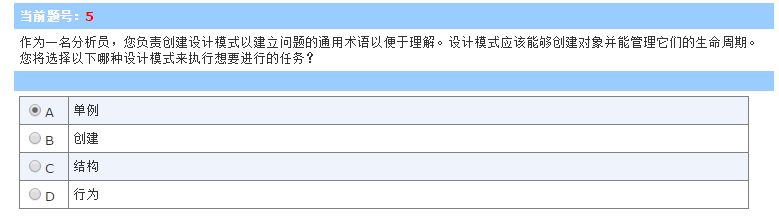 当前题号：5
作为一名分析员，您负责创建设计模式以建立问题的通用术语以便于理解。设计模式应该能够创建对象并能管理它们的生命周期。
您将选择以下哪种设计模式来执行想要进行的任务？
A 单例
B 创建
C 结构
D 行为